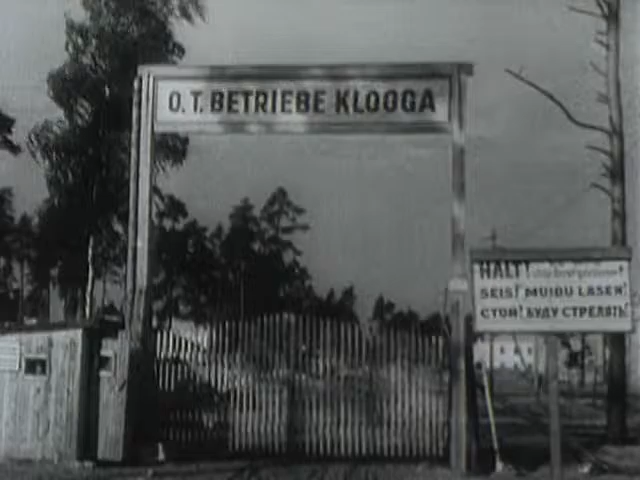 O.T. BETRIEBE KLOOGA
HALT!
SEIS! MUIDU LASEN!
СТОЙ! БУДУ СТРЕЛЯТЬ!